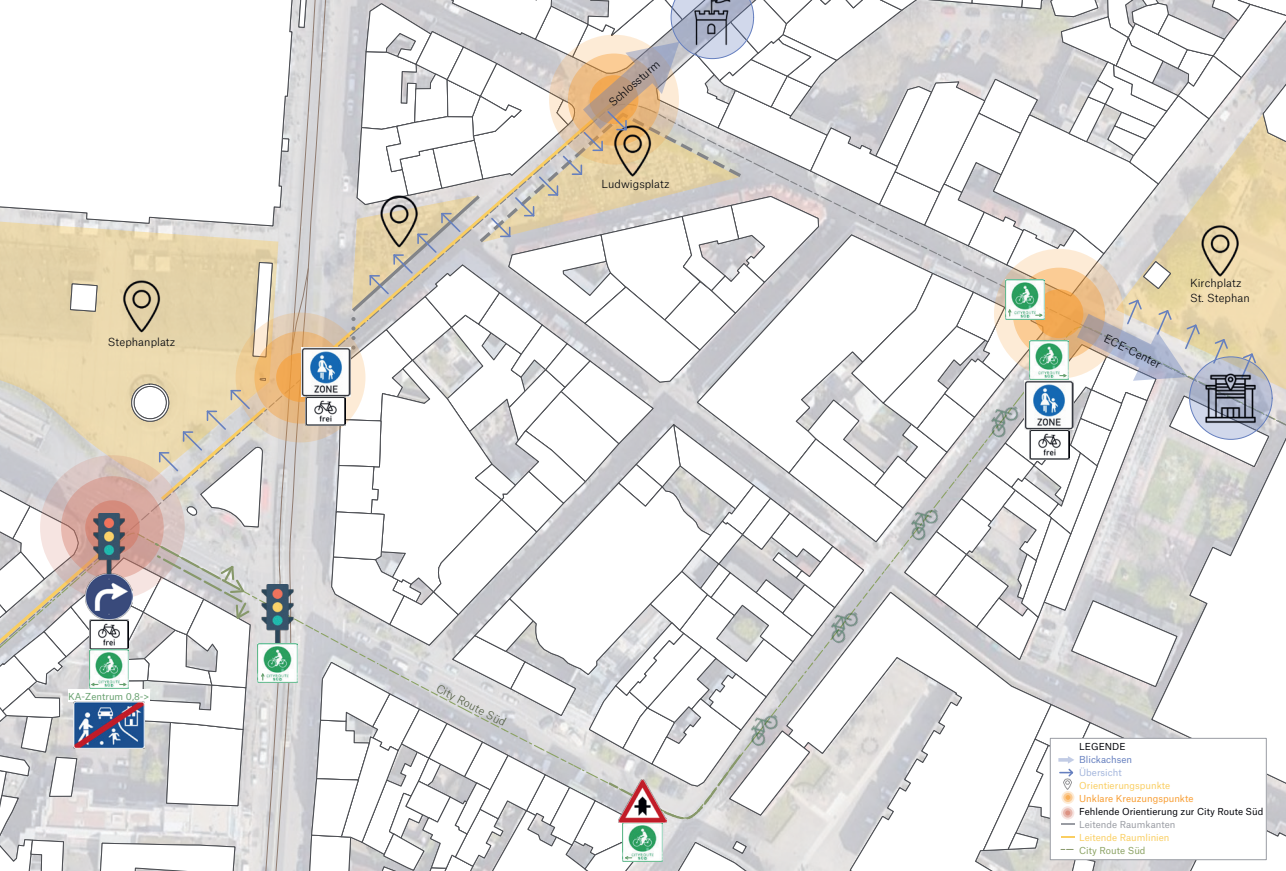 Schlossturm
Ludwigsplatz
Kirchplatz
St. Stephan
Stephanplatz
ECE-Center
ZONE
frei
ZONE
frei
frei
KA-Zentrum 0,8->
City Route Süd
LEGENDE
Blickachsen
Übersicht
Orientierungspunkte
Unklare Kreuzungspunkte
Fehlende Orientierung zur City Route Süd
Leitende Raumkanten
Leitende Raumlinien
City Route Süd